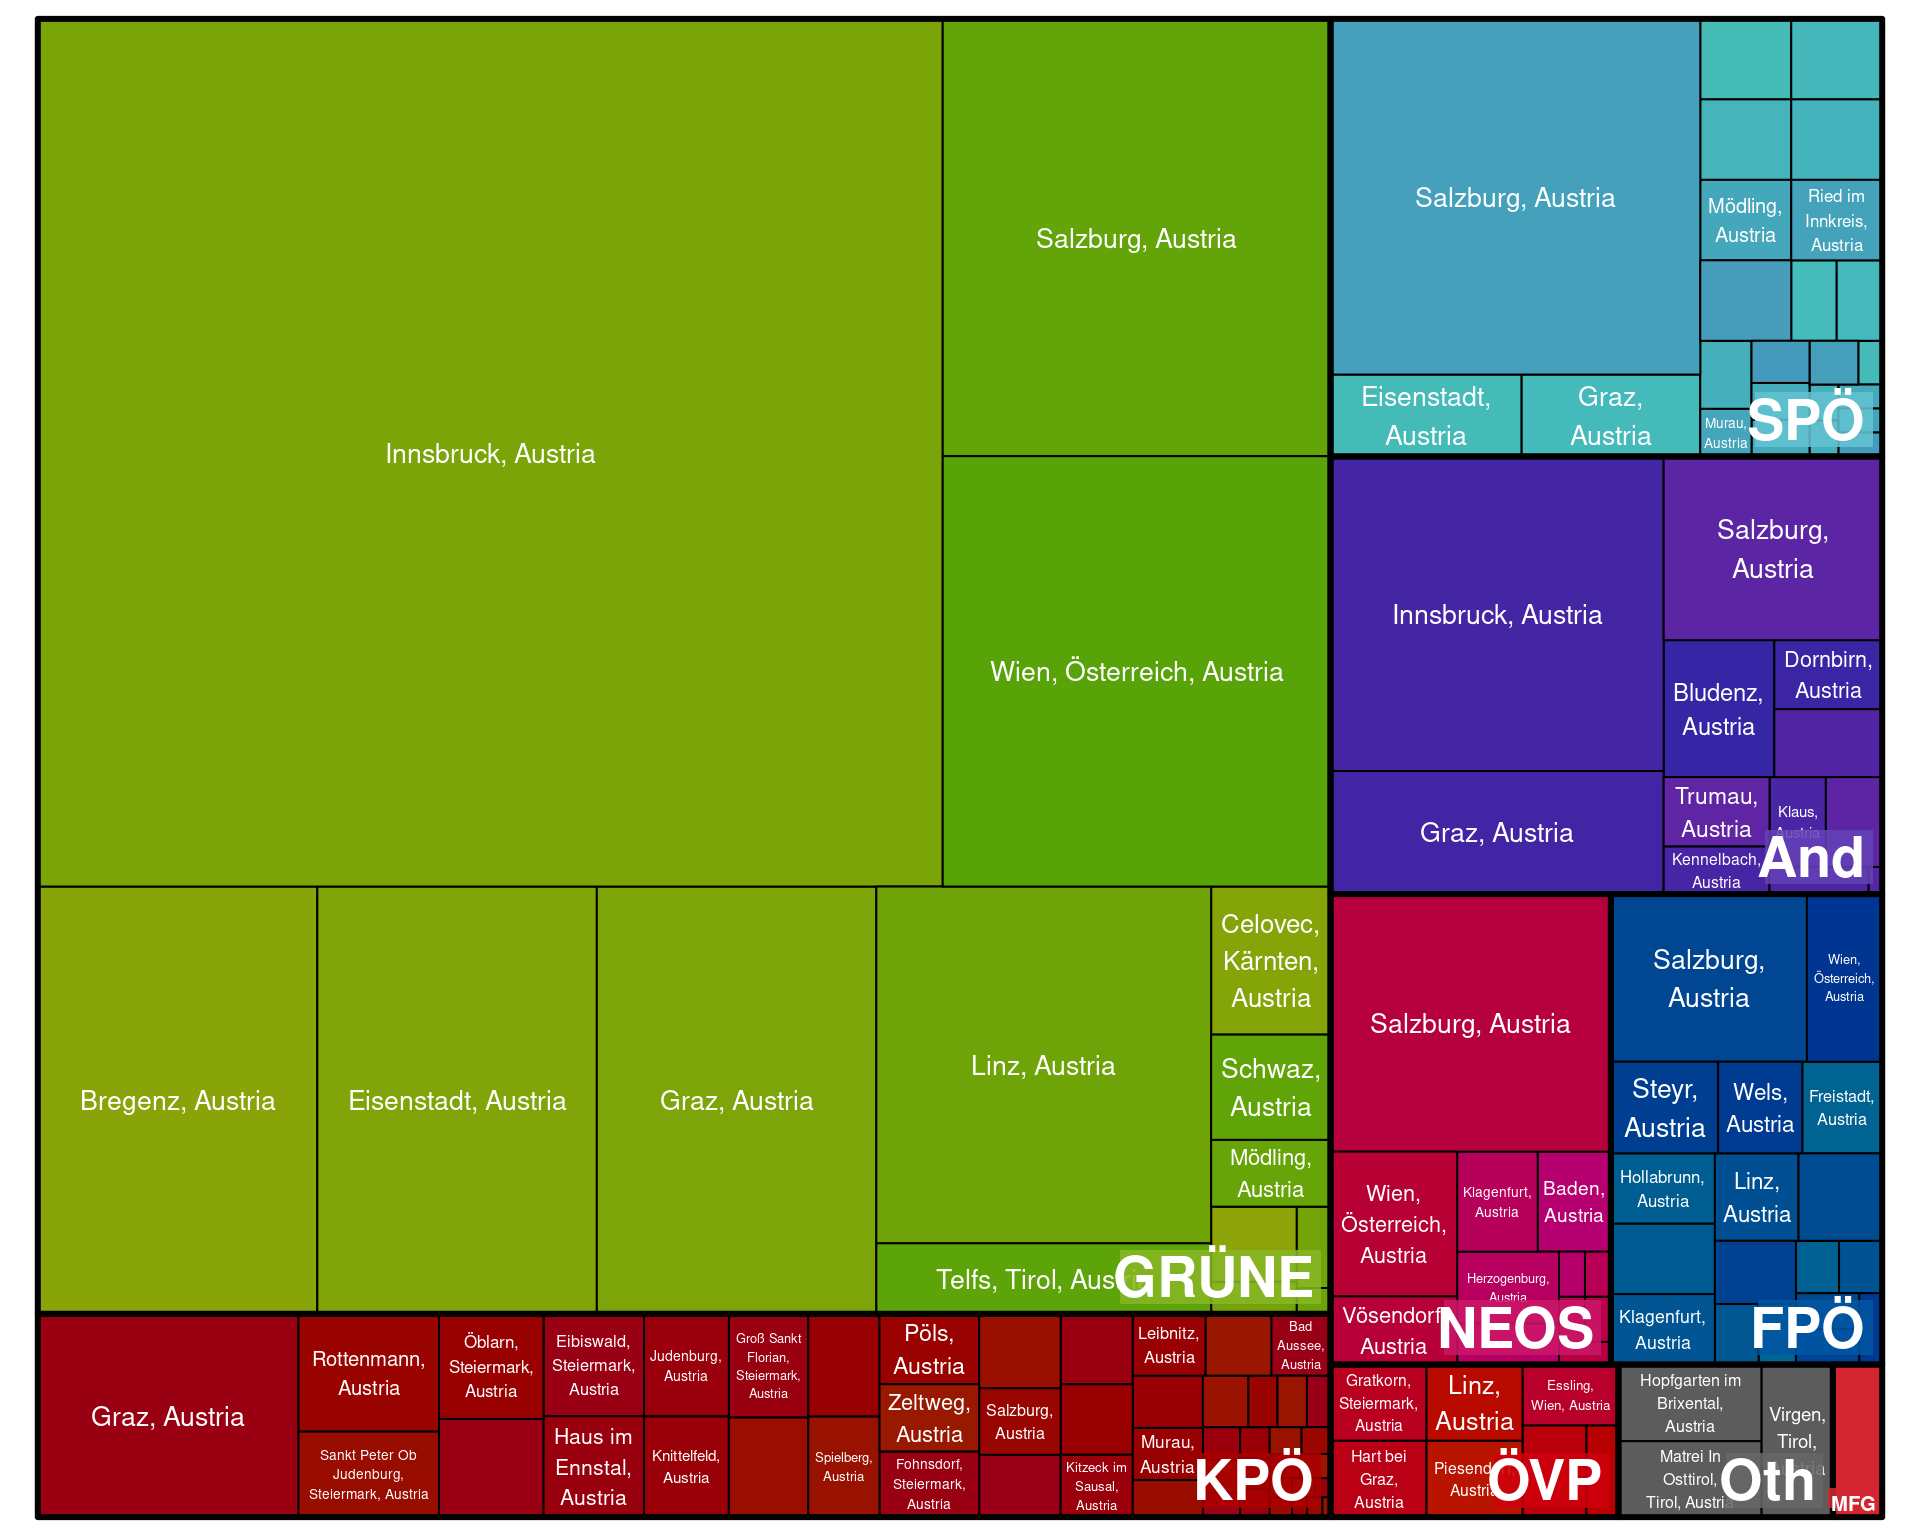 Innsbruck, Austria
Salzburg, Austria
Wien, Österreich, Austria
Bregenz, Austria
Eisenstadt, Austria
Graz, Austria
Linz, Austria
Celovec,
Kärnten,
Austria
Schwaz,
Austria
Mödling,
Austria
Telfs, Tirol, Aus
GRÜNE
Salzburg, Austria
Eisenstadt,
Austria
Graz,
Austria
Mödling,
Austria
Ried im
Innkreis,
Austria
Murau,
Austria
SPÖ
Innsbruck, Austria
Salzburg,
Austria
Graz, Austria
Bludenz,
Austria
Dornbirn,
Austria
Trumau,
Austria
Klaus,
Austria
Kennelbach,
Austria
And
Salzburg, Austria
Wien,
Österreich,
Austria
Klagenfurt,
Austria
Baden,
Austria
Herzogenburg,
Austria
Vösendorf
Austria
NEOS
Salzburg,
Austria
Wien,
Österreich,
Austria
Steyr,
Austria
Wels,
Austria
Freistadt,
Austria
Hollabrunn,
Austria
Linz,
Austria
Klagenfurt,
Austria
FPÖ
Graz, Austria
Rottenmann,
Austria
Sankt Peter Ob
Judenburg,
Steiermark, Austria
Öblarn,
Steiermark,
Austria
Eibiswald,
Steiermark,
Austria
Haus im
Ennstal,
Austria
Judenburg,
Austria
Knittelfeld,
Austria
Groß Sankt
Florian,
Steiermark,
Austria
Spielberg,
Austria
Pöls,
Austria
Zeltweg,
Austria
Fohnsdorf,
Steiermark,
Austria
Salzburg,
Austria
Kitzeck im
Sausal,
Austria
Leibnitz,
Austria
Murau,
Austria
Bad
Aussee,
Austria
KPÖ
Gratkorn,
Steiermark,
Austria
Hart bei
Graz,
Austria
Linz,
Austria
Piesendorf,
Austria
Essling,
Wien, Austria
ÖVP
Hopfgarten im
Brixental,
Austria
Matrei In
Osttirol,
Tirol, Austria
Virgen,
Tirol,
Austria
Oth
MFG